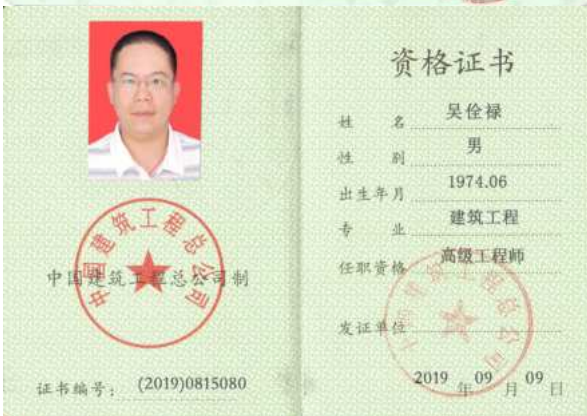 中国建筑工程总公司
中国建筑工程总公司制
证书编号：(2019)0815080
资格证书
姓 名 吴佺禄
性 别 男
出生年月 1974.06
专 业 建筑工程
任职资格 高级工程师
发证单位
2019 年 09 月 09 日